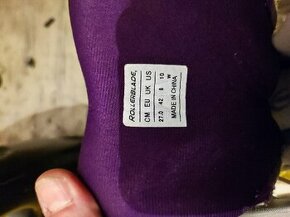 ROLLERBLADE.
CM EU UK US
27.0 42 8 10
W
MADE IN CHINA